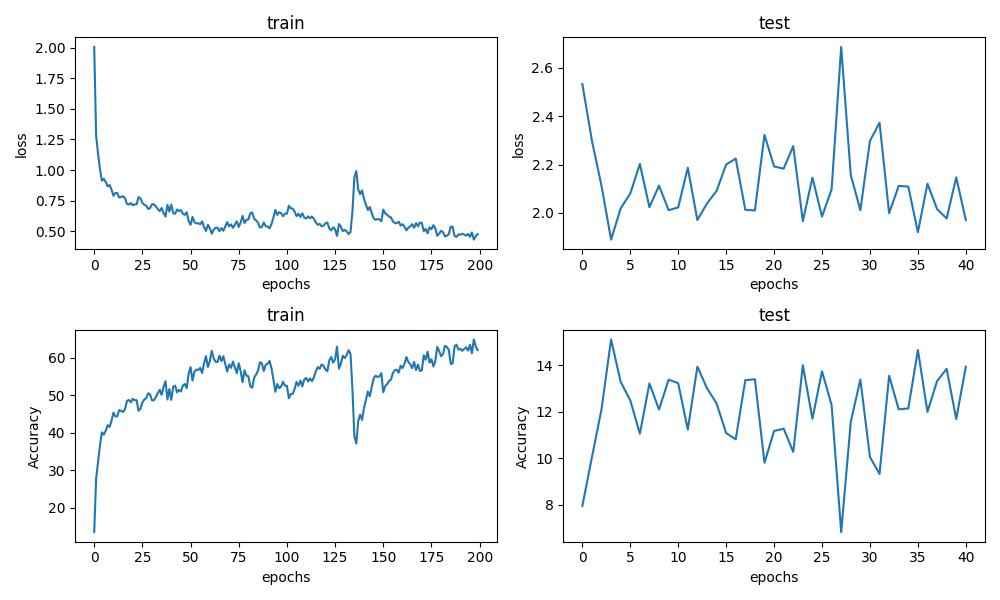 train
test
2.00
1.75
1.50
1.25
1.00
0.75
0.50
loss
0 25 50 75 100 125 150 175 200
epochs
2.6
2.4
2.2
2.0
loss
0 5 10 15 20 25 30 35 40
epochs
train
test
60
50
40
30
20
Accuracy
0 25 50 75 100 125 150 175 200
epochs
14
12
10
8
Accuracy
0 5 10 15 20 25 30 35 40
epochs